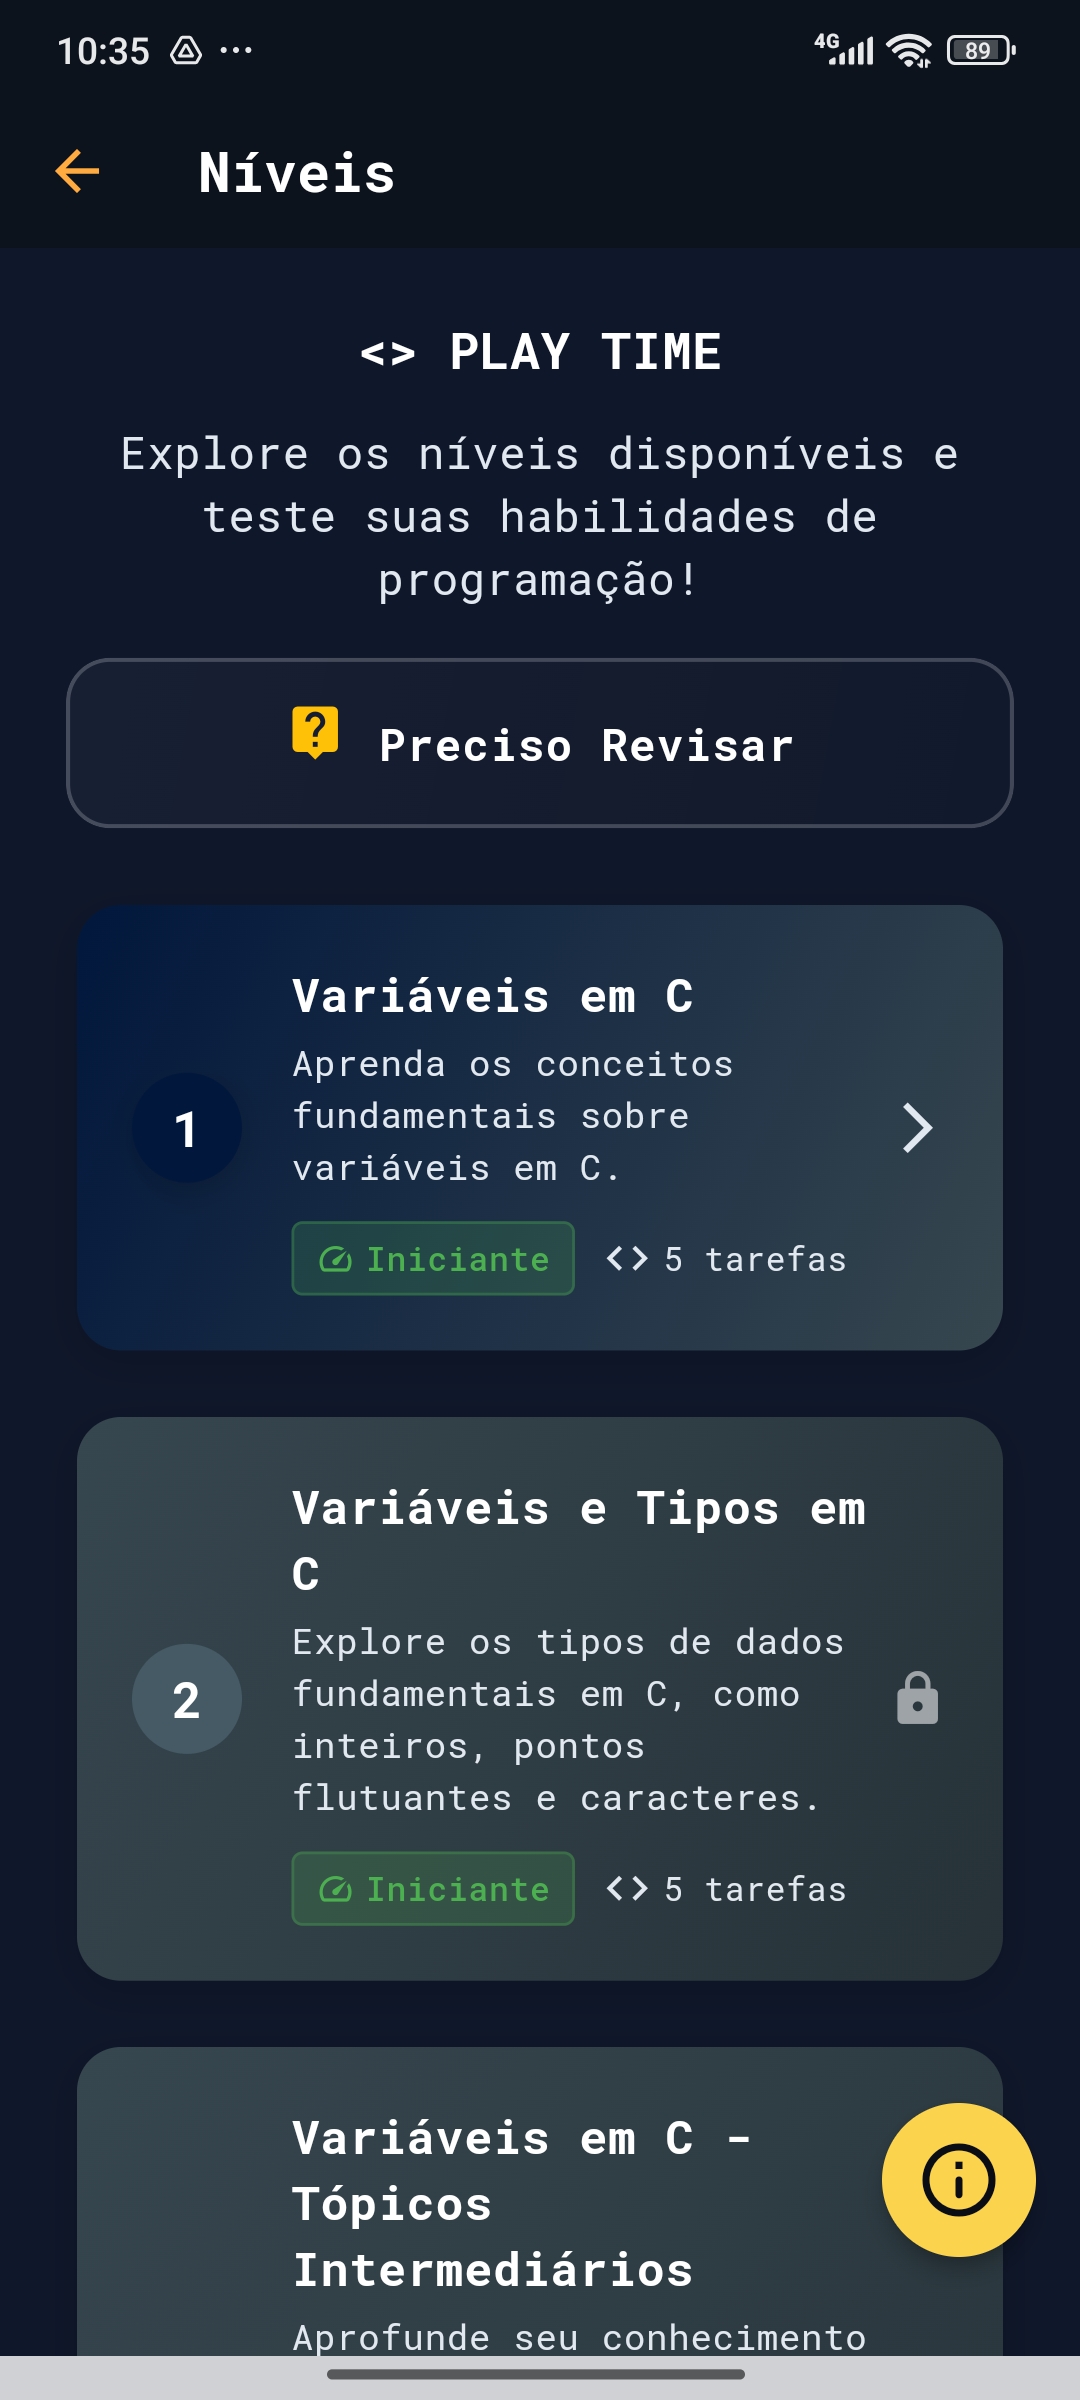 10:35 4G 89
Níveis
<> PLAY TIME
Explore os níveis disponíveis e
teste suas habilidades de
programação!
Preciso Revisar
Variáveis em C
Aprenda os conceitos
fundamentais sobre
variáveis em C.
1
Iniciante <> 5 tarefas
Variáveis e Tipos em
C
Explore os tipos de dados
fundamentais em C, como
inteiros, pontos
flutuantes e caracteres.
2
Iniciante <> 5 tarefas
Variáveis em C -
Tópicos
Intermediários
Aprofunde seu conhecimento